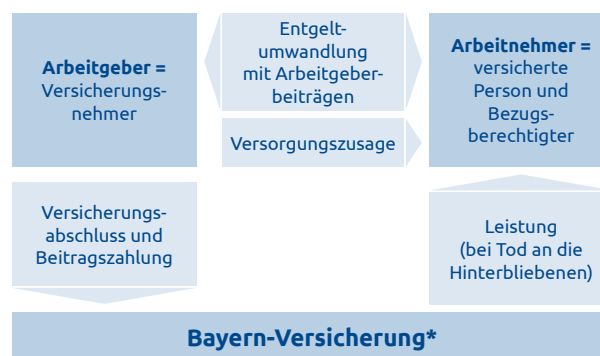 Arbeitgeber =
Versicherungs-
nehmer
Entgelt-
umwandlung
mit Arbeitgeber-
beiträgen
Versorgungszusage
Arbeitnehmer =
versicherte
Person und
Bezugs-
berechtigter
Versicherungs-
abschluss und
Beitragszahlung
Leistung
(bei Tod an die
Hinterbliebenen)
Bayern-Versicherung*